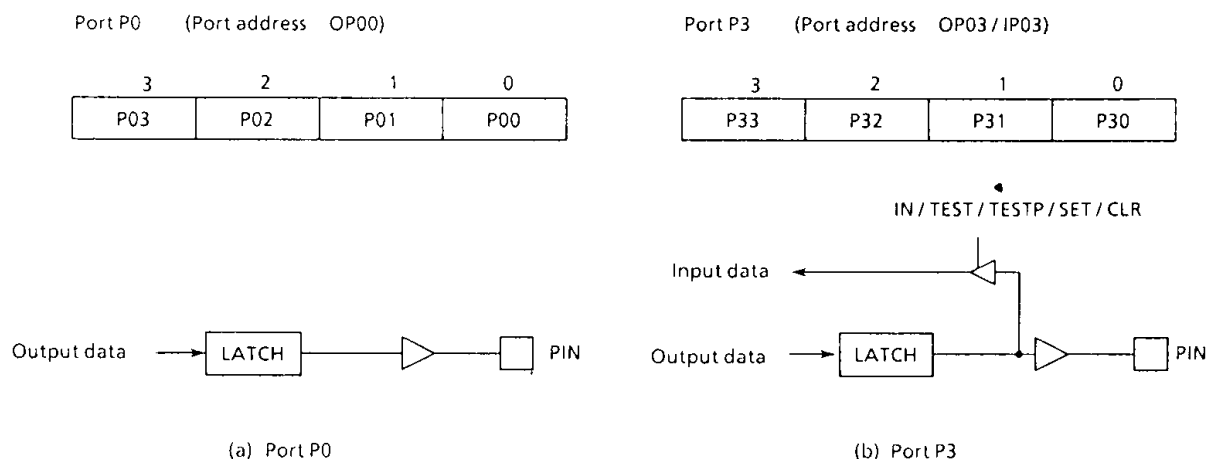 Port P0 (Port address OP00)
3 2 1 0
P03 P02 P01 P00
Output data LATCH PIN
(a) Port P0
Port P3 (Port address OP03 / IP03)
3 2 1 0
P33 P32 P31 P30
IN / TEST / TESTP / SET / CLR
Input data
Output data LATCH PIN
(b) Port P3